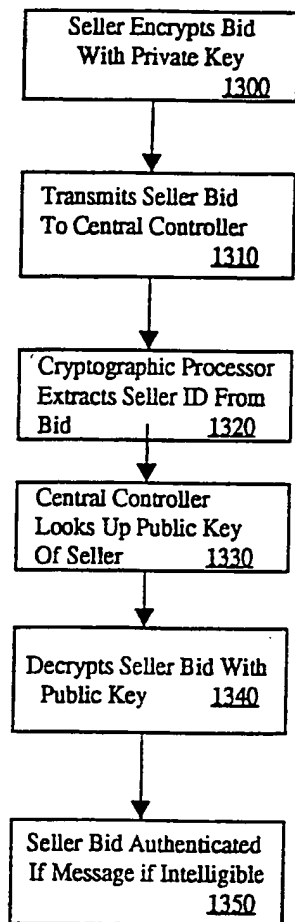 Seller Encrypts Bid
With Private Key
1300
Transmits Seller Bid
To Central Controller
1310
Cryptographic Processor
Extracts Seller ID From
Bid 1320
Central Controller
Looks Up Public Key
Of Seller 1330
Decrypts Seller Bid With
Public Key 1340
Seller Bid Authenticated
If Message if Intelligible
1350